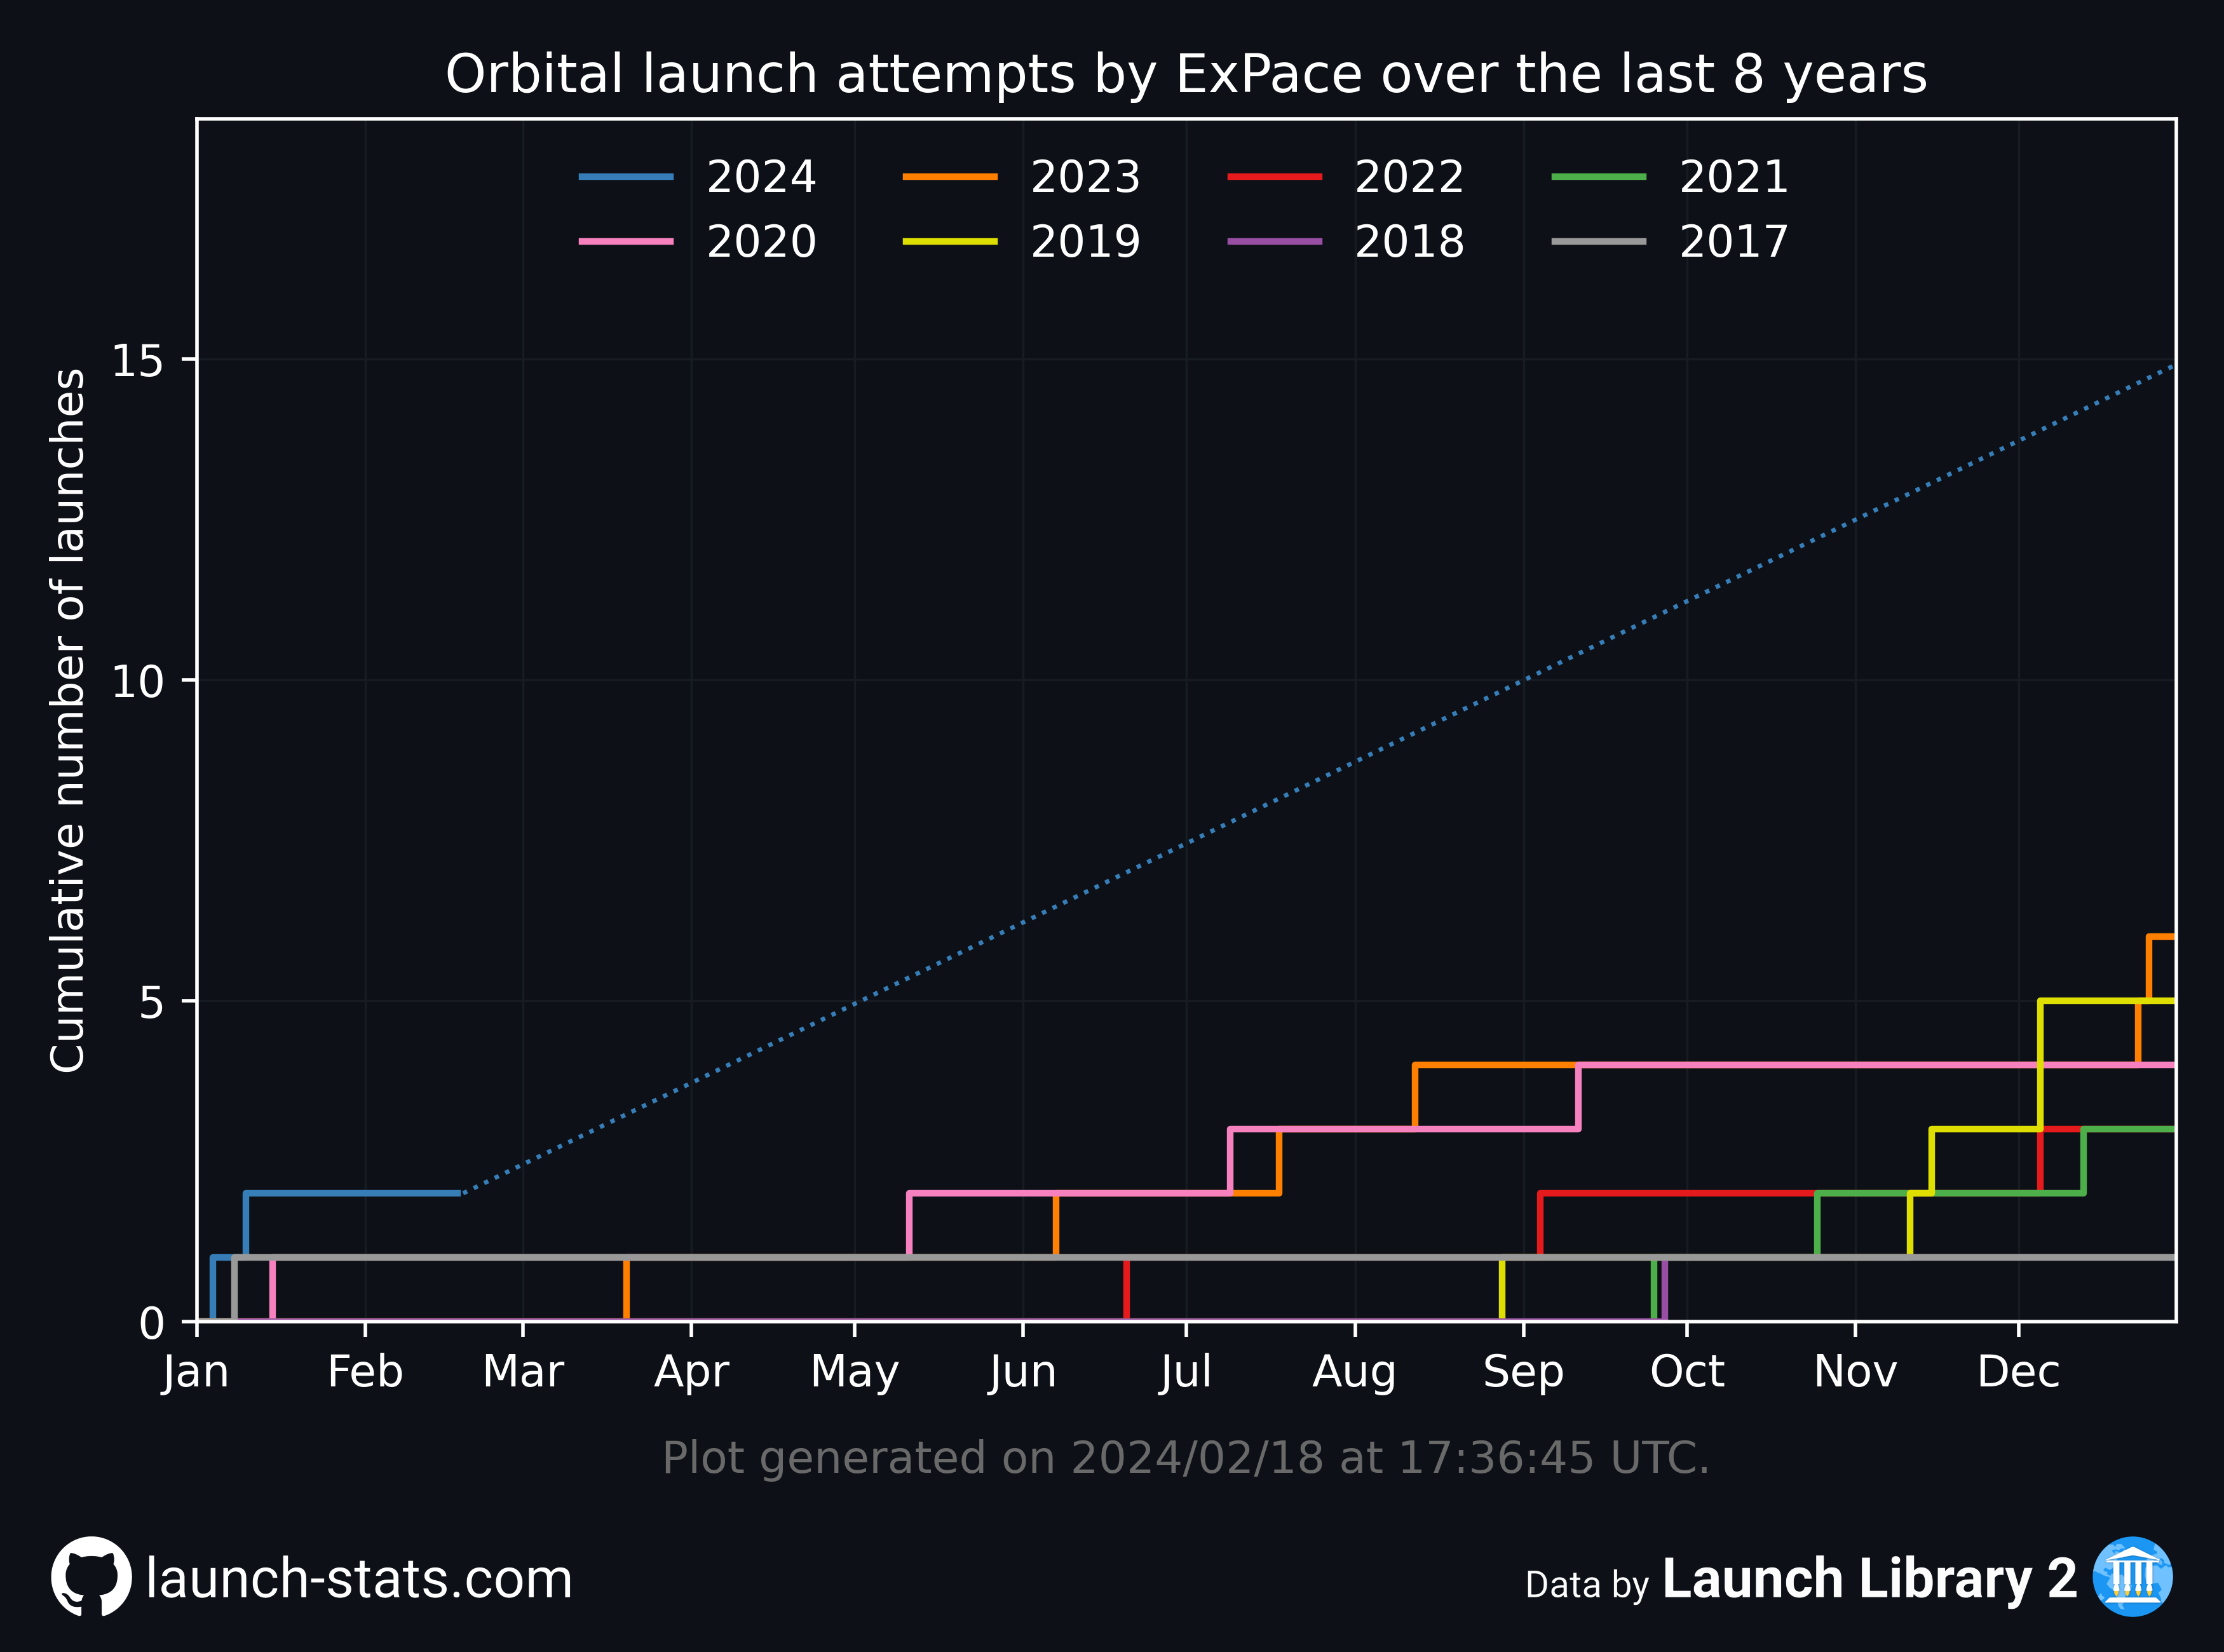 Orbital launch attempts by ExPace over the last 8 years
2024 2023 2022 2021
2020 2019 2018 2017
Cumulative number of launches
15
10
5
0
Jan Feb Mar Apr May Jun Jul Aug Sep Oct Nov Dec
Plot generated on 2024/02/18 at 17:36:45 UTC.
launch-stats.com
Data by Launch Library 2